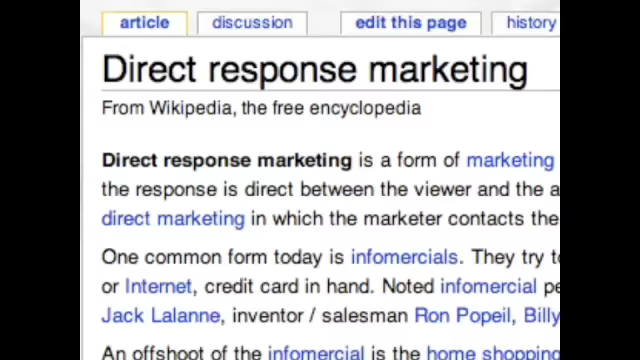 article discussion edit this page history
Direct response marketing
From Wikipedia, the free encyclopedia
Direct response marketing is a form of marketing
the response is direct between the viewer and the a
direct marketing in which the marketer contacts the
One common form today is infomercials. They try t
or Internet, credit card in hand. Noted infomercial pe
Jack Lalanne, inventor / salesman Ron Popeil, Billy
An offshoot of the infomercial is the home shopping